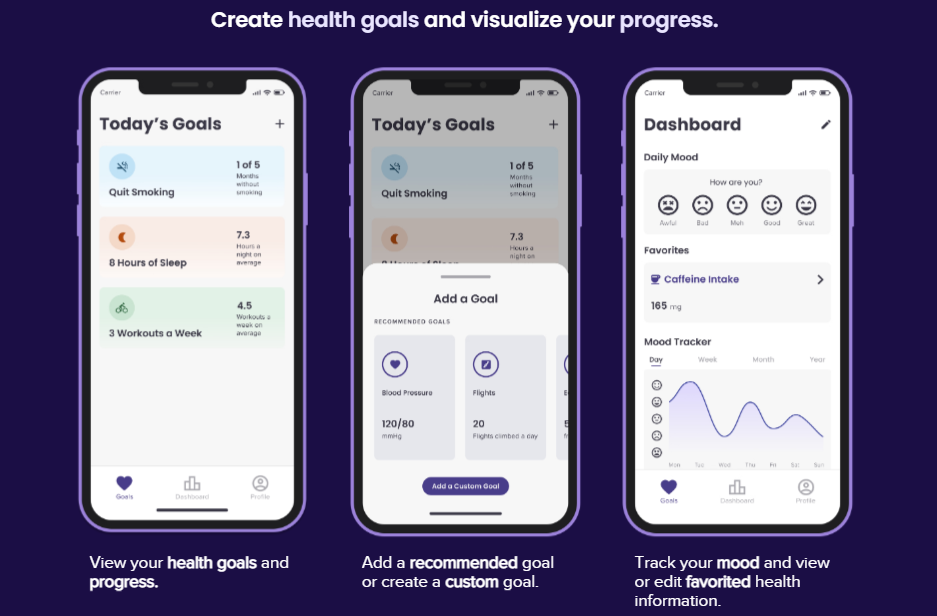 Create health goals and visualize your progress.
Carrier
Today's Goals
+
Quit Smoking
1 of 5
Months
without
smoking
8 Hours of Sleep
7.3
Hours a
night on
average
3 Workouts a Week
4.5
Workouts a
week on
average
Goals
Dashboard
Profile
View your health goals and
progress.
Carrier
Today's Goals
+
Quit Smoking
1 of 5
Months
without
smoking
8 Hours of Sleep
7.3
Hours a
night on
Add a Goal
RECOMMENDED GOALS
Blood Pressure
120/80
mmHg
Flights
20
Flights climbed a day
Add a Custom Goal
Add a recommended goal
or create a custom goal.
Carrier
Dashboard
Daily Mood
How are you?
Awful Bad Meh Good Great
Favorites
Caffeine Intake
165 mg
Mood Tracker
Day Week Month Year
Mon Tus Wed Thu Fri Sat Sun
Goals
Dashboard
Profile
Track your mood and view
or edit favorited health
information.